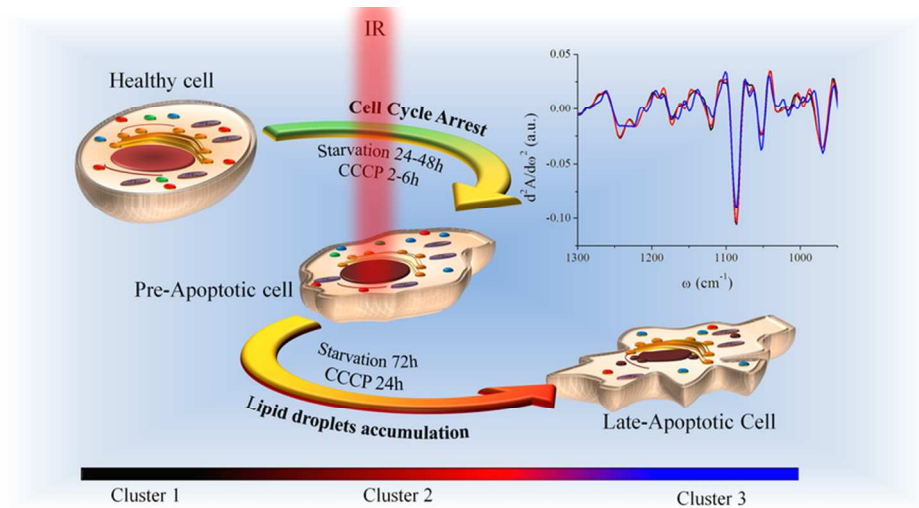 IR
Healthy cell
Cell Cycle Arrest
Starvation 24-48h
CCCP 2-6h
Pre-Apoptotic cell
Starvation 72h
CCCP 24h
Lipid droplets accumulation
Late-Apoptotic Cell
0.05
0.00
-0.05
-0.10
d²A/dω² (a.u.)
1300
1200
1100
1000
ω (cm⁻¹)
Cluster 1
Cluster 2
Cluster 3